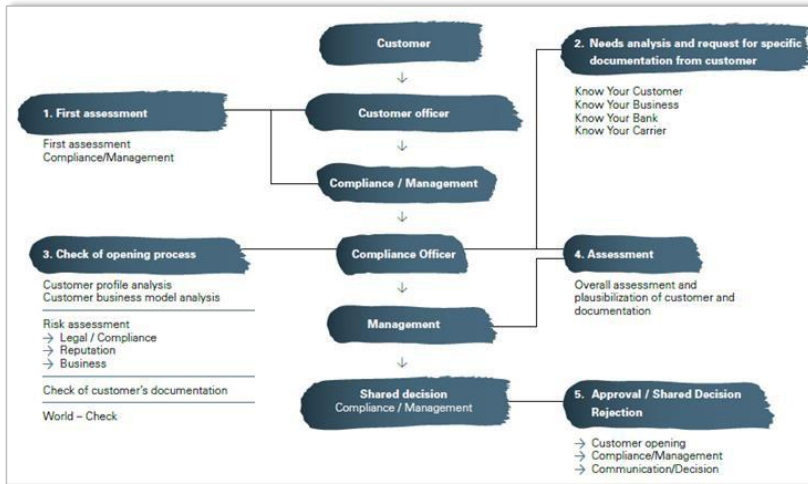 Customer
2. Needs analysis and request for specific
documentation from customer
Know Your Customer
Know Your Business
Know Your Bank
Know Your Carrier
1. First assessment
First assessment
Compliance/Management
Customer officer
Compliance / Management
3. Check of opening process
Customer profile analysis
Customer business model analysis
Risk assessment
→ Legal / Compliance
→ Reputation
→ Business
Check of customer's documentation
World – Check
Compliance Officer
4. Assessment
Overall assessment and
plausibilization of customer and
documentation
Management
Shared decision
Compliance / Management
5. Approval / Shared Decision
Rejection
→ Customer opening
→ Compliance/Management
→ Communication/Decision